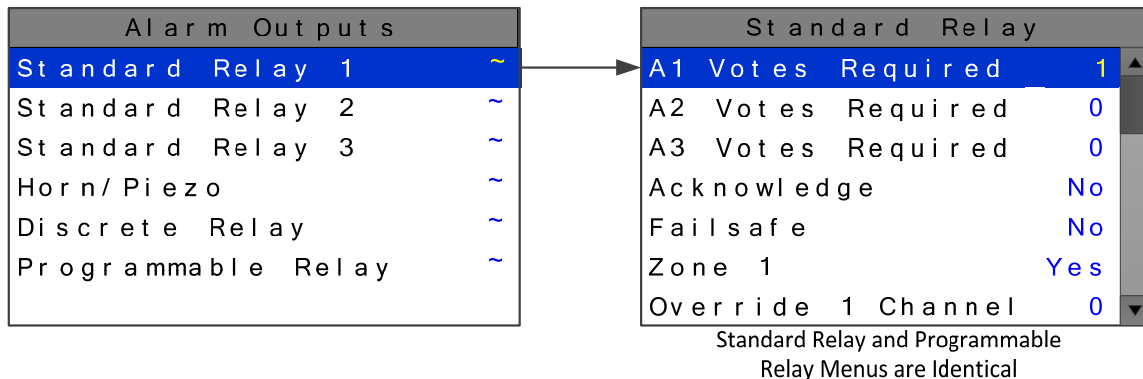 Alarm Outputs
Standard Relay 1 ~
Standard Relay 2 ~
Standard Relay 3 ~
Horn/Piezo ~
Discrete Relay ~
Programmable Relay ~
Standard Relay
A1 Votes Required 1
A2 Votes Required 0
A3 Votes Required 0
Acknowledge No
Failsafe No
Zone 1 Yes
Override 1 Channel 0
Standard Relay and Programmable
Relay Menus are Identical